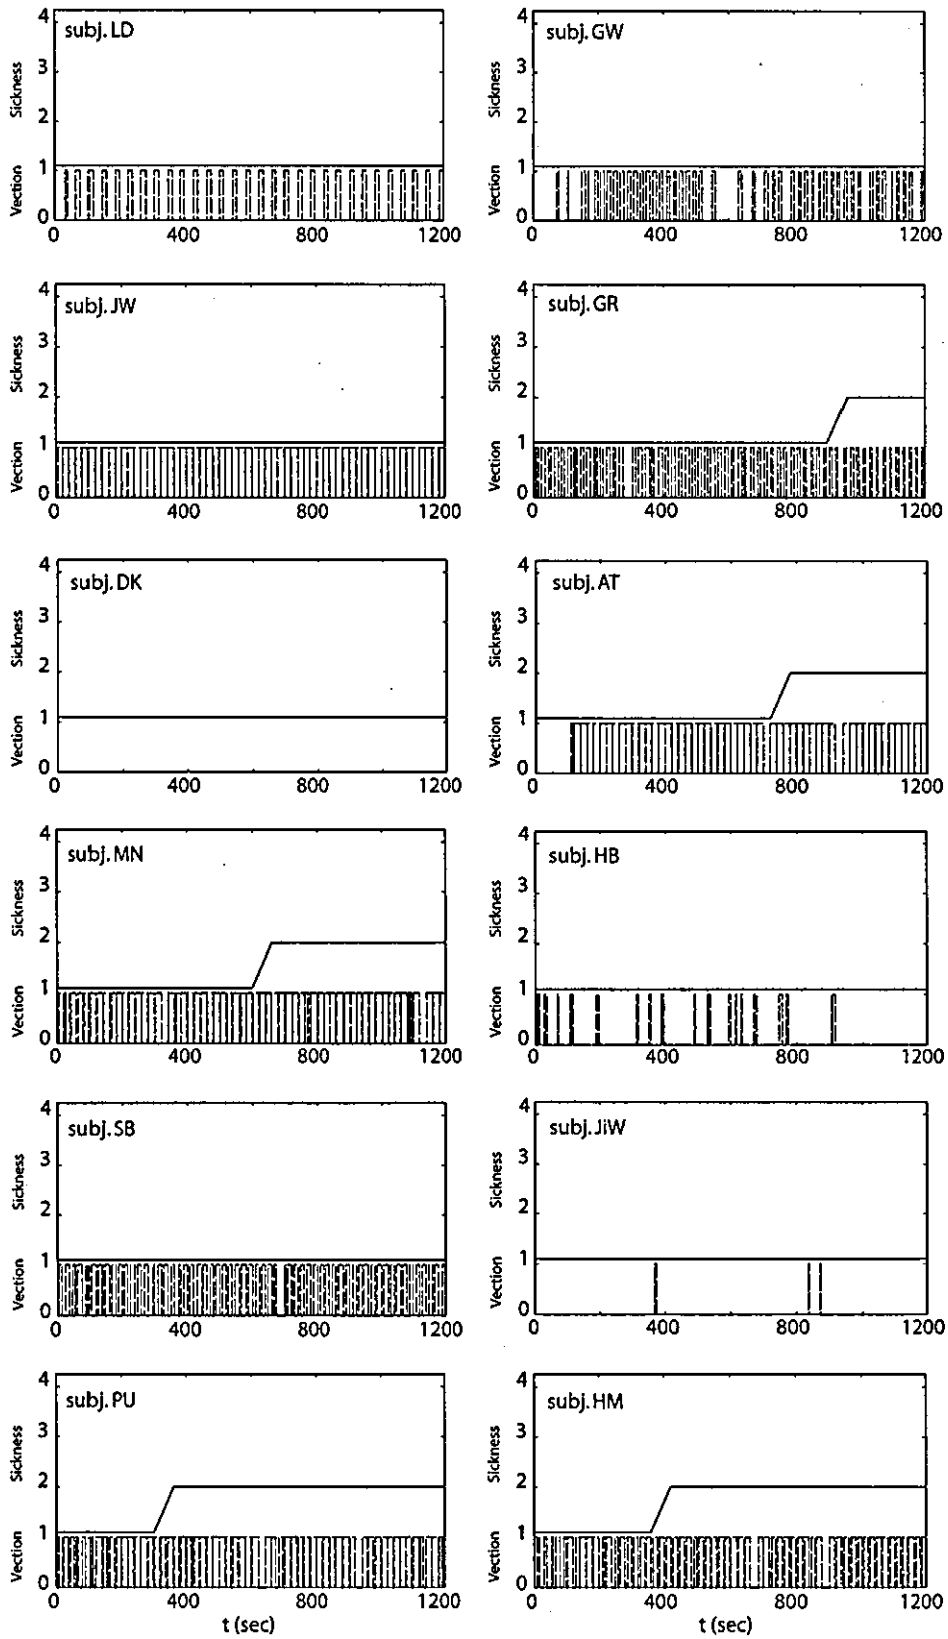 subj. LD
4
3
2
1
0
Sickness
Vection
0 400 800 1200
subj. GW
4
3
2
1
0
Sickness
Vection
0 400 800 1200
subj. JW
4
3
2
1
0
Sickness
Vection
0 400 800 1200
subj. GR
4
3
2
1
0
Sickness
Vection
0 400 800 1200
subj. DK
4
3
2
1
0
Sickness
Vection
0 400 800 1200
subj. AT
4
3
2
1
0
Sickness
Vection
0 400 800 1200
subj. MN
4
3
2
1
0
Sickness
Vection
0 400 800 1200
subj. HB
4
3
2
1
0
Sickness
Vection
0 400 800 1200
subj. SB
4
3
2
1
0
Sickness
Vection
0 400 800 1200
subj. JiW
4
3
2
1
0
Sickness
Vection
0 400 800 1200
subj. PU
4
3
2
1
0
Sickness
Vection
0 400 800 1200
t (sec)
subj. HM
4
3
2
1
0
Sickness
Vection
0 400 800 1200
t (sec)